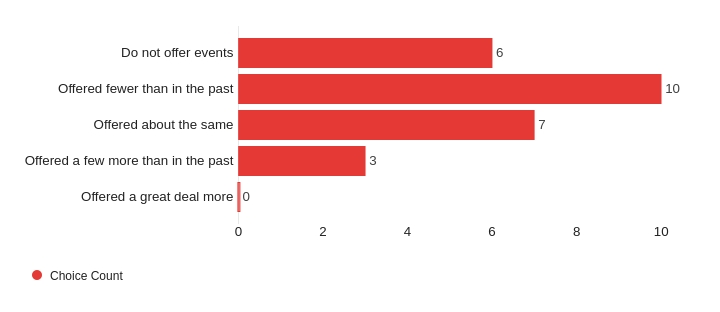 Do not offer events 6
Offered fewer than in the past 10
Offered about the same 7
Offered a few more than in the past 3
Offered a great deal more 0
0 2 4 6 8 10
Choice Count